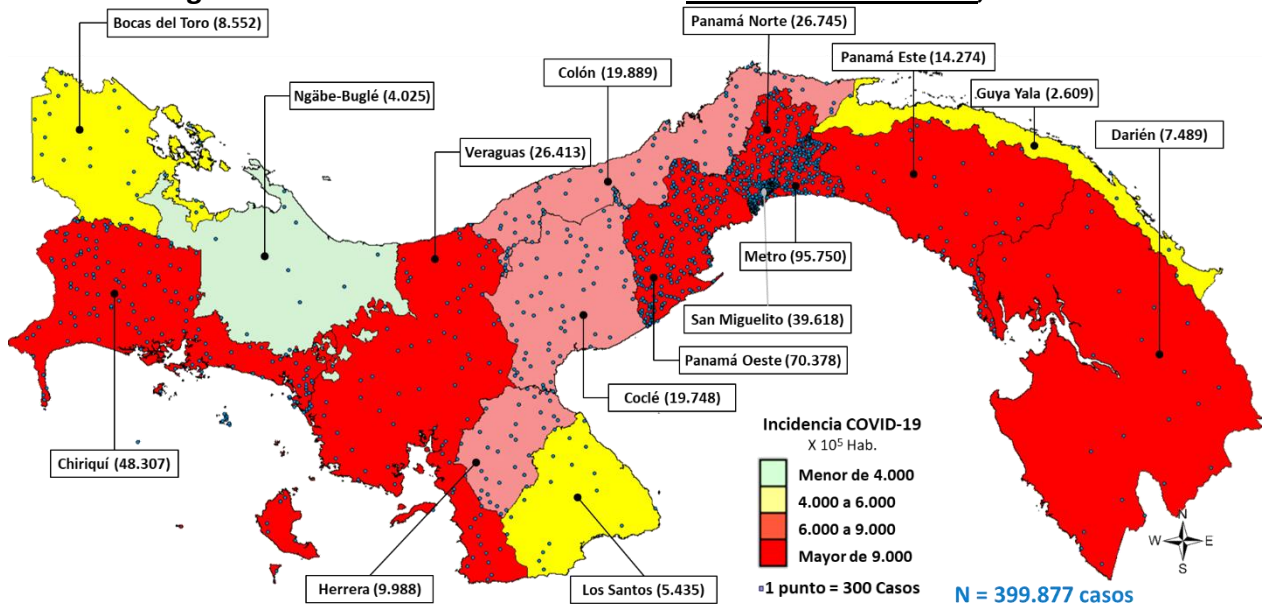 Bocas del Toro (8.552)
Panamá Norte (26.745)
Panamá Este (14.274)
Colón (19.889)
Ngäbe-Buglé (4.025)
Guya Yala (2.609)
Darién (7.489)
Veraguas (26.413)
Metro (95.750)
San Miguelito (39.618)
Panamá Oeste (70.378)
Coclé (19.748)
Chiriquí (48.307)
Herrera (9.988)
Los Santos (5.435)
Incidencia COVID-19
X 10⁵ Hab.
Menor de 4.000
4.000 a 6.000
6.000 a 9.000
Mayor de 9.000
1 punto = 300 Casos
N
W E
S
N = 399.877 casos